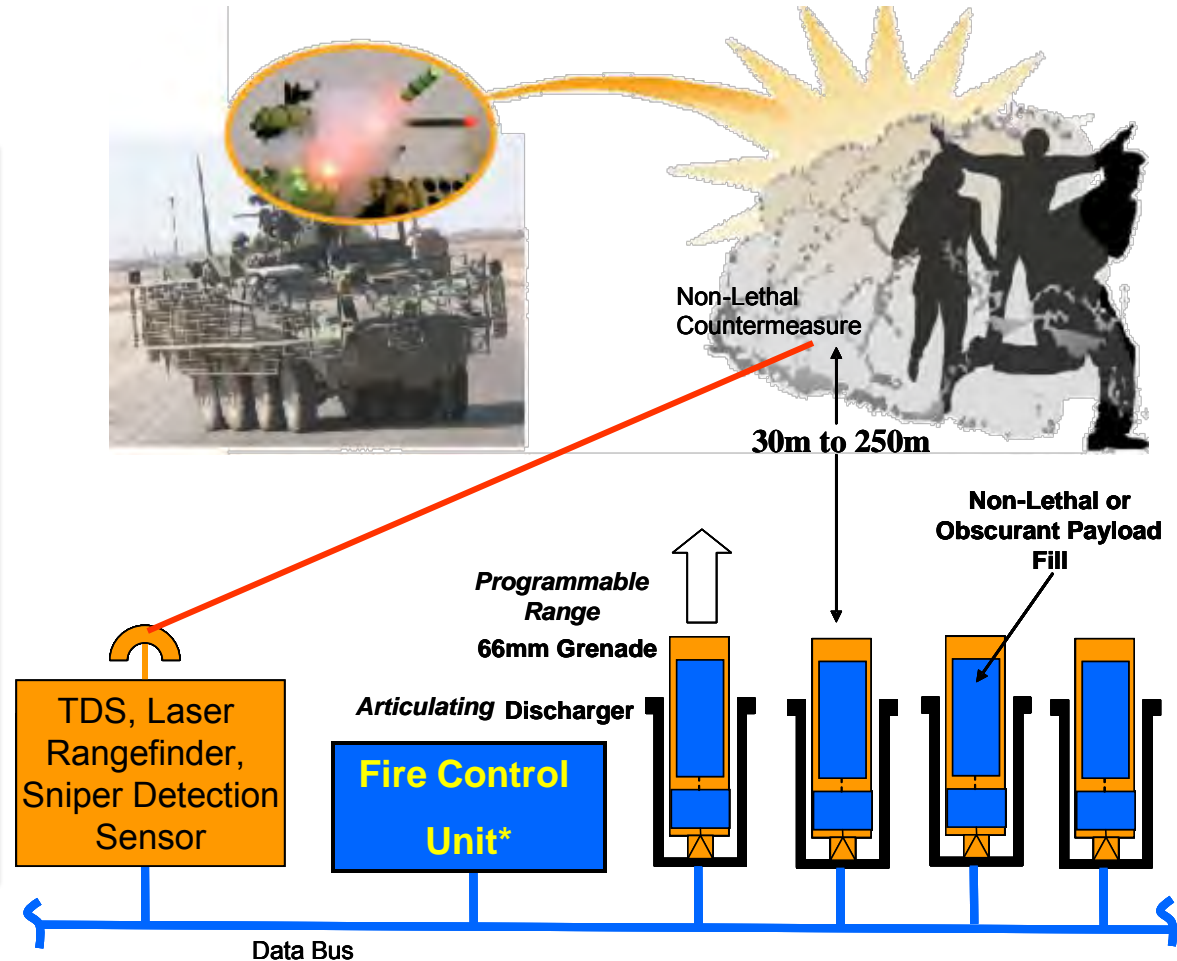 Non-Lethal
Countermeasure
30m to 250m
Non-Lethal or
Obscurant Payload
Fill
Programmable
Range
66mm Grenade
Articulating Discharger
TDS, Laser
Rangefinder,
Sniper Detection
Sensor
Fire Control
Unit*
Data Bus